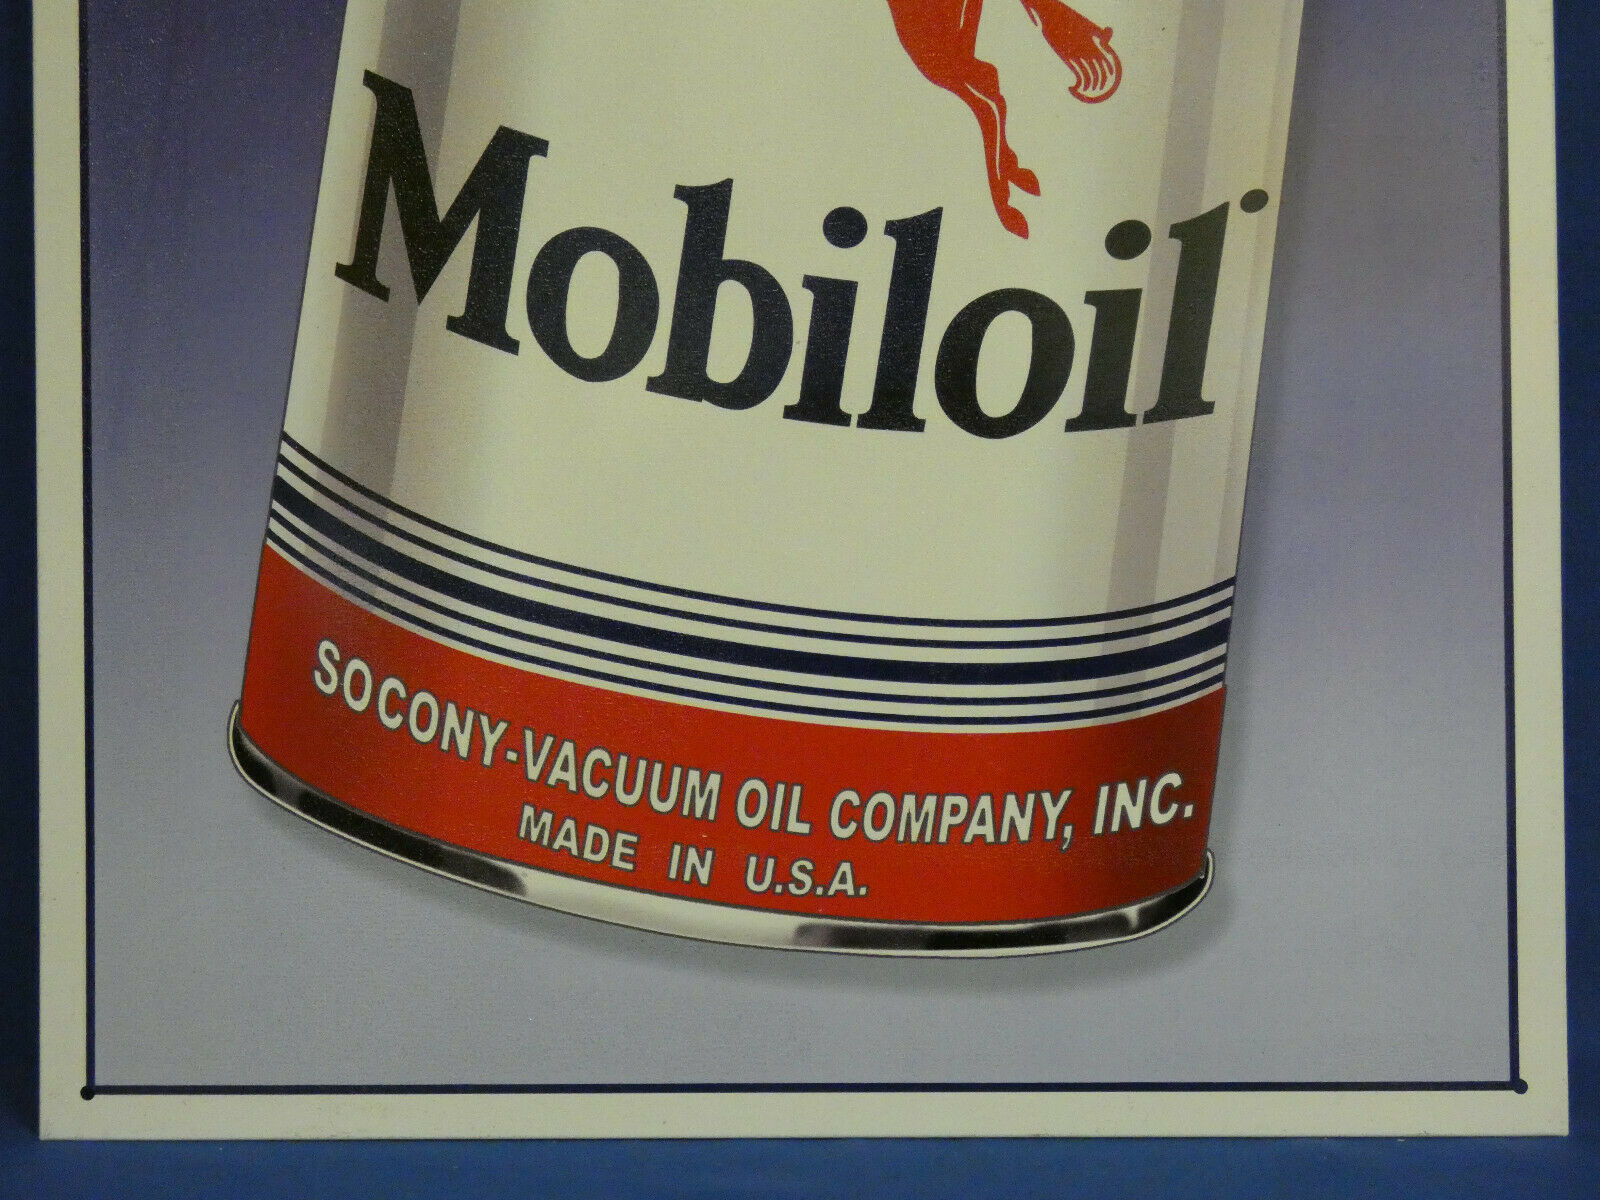 Mobiloil
SOCONY-VACUUM OIL COMPANY, INC.
MADE IN U.S.A.